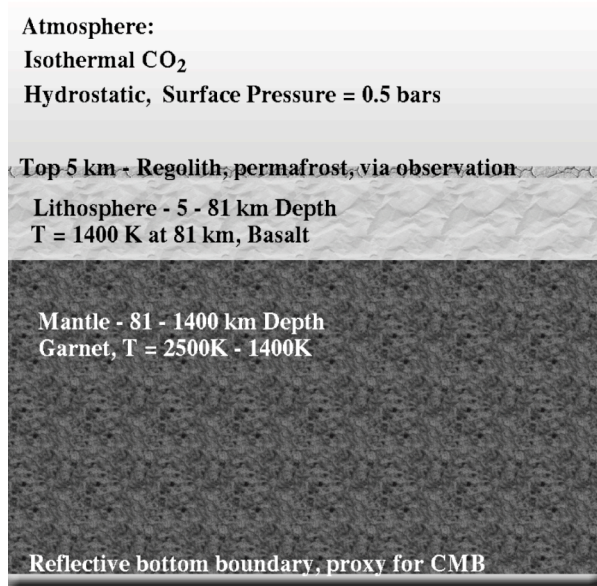 Atmosphere:
Isothermal CO2
Hydrostatic, Surface Pressure = 0.5 bars
Top 5 km - Regolith, permafrost, via observation
Lithosphere - 5 - 81 km Depth
T = 1400 K at 81 km, Basalt
Mantle - 81 - 1400 km Depth
Garnet, T = 2500K - 1400K
Reflective bottom boundary, proxy for CMB